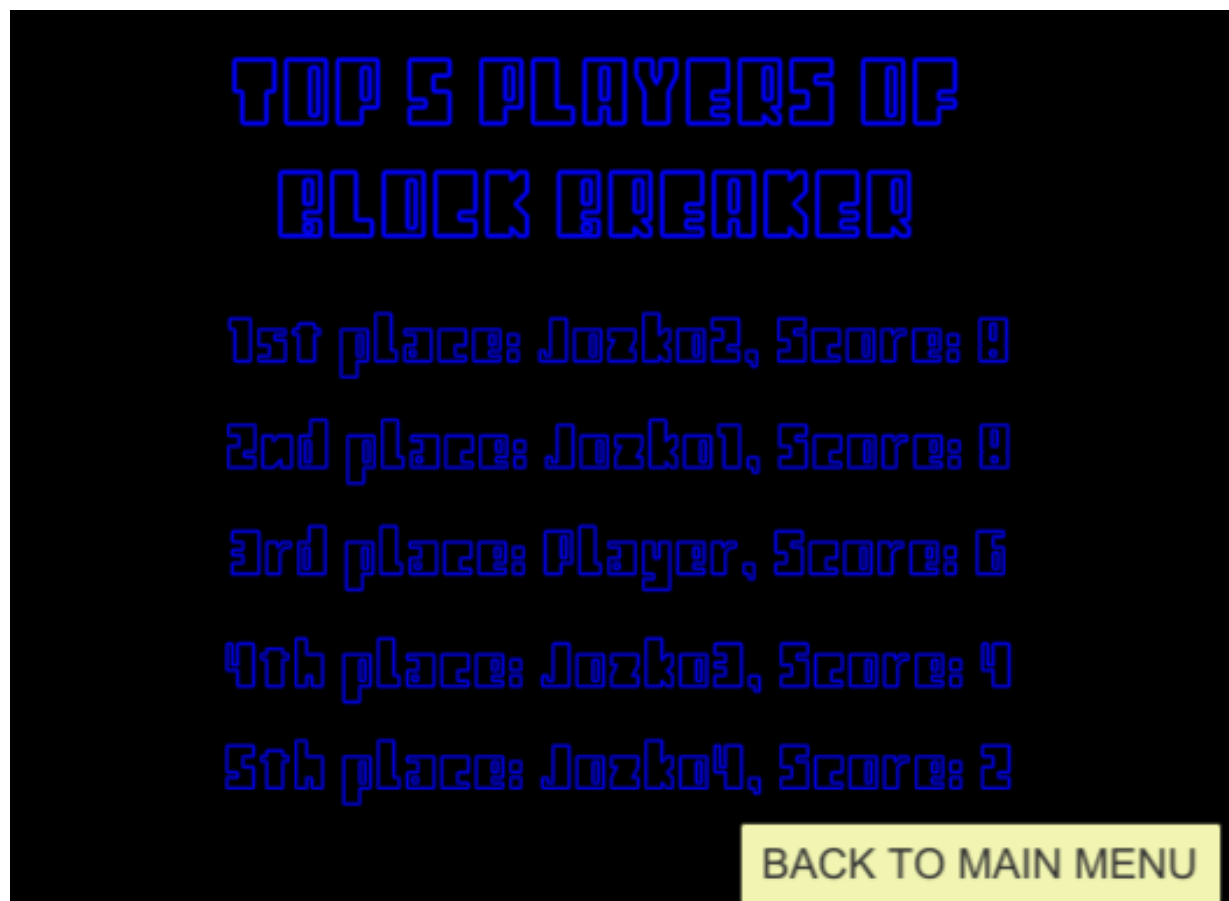 TOP 5 PLAYERS OF
BLOCK BREAKER
1st place: Jozko2, Score: 8
2nd place: Jozko1, Score: 8
3rd place: Player, Score: 6
4th place: Jozko3, Score: 4
5th place: Jozko4, Score: 2
BACK TO MAIN MENU